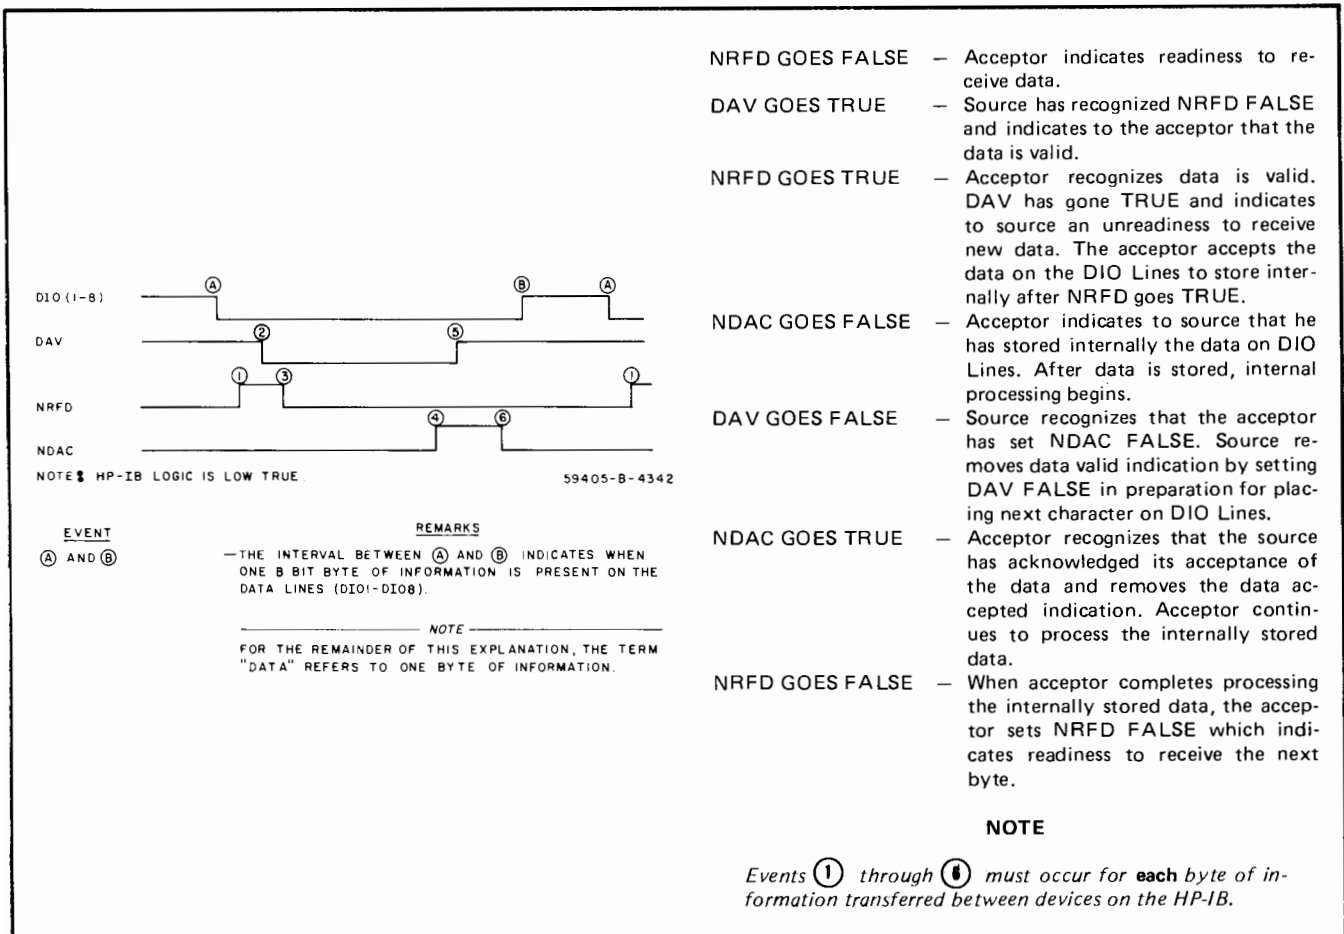 DIO (1-8)
DAV
NRFD
NDAC
Ⓐ
Ⓑ
Ⓐ
②
⑤
①
③
①
④
⑥
NOTE: HP-IB LOGIC IS LOW TRUE.
59405-B-4342
EVENT
REMARKS
Ⓐ AND Ⓑ
—THE INTERVAL BETWEEN Ⓐ AND Ⓑ INDICATES WHEN
ONE 8 BIT BYTE OF INFORMATION IS PRESENT ON THE
DATA LINES (DIO1-DIO8).
NOTE
FOR THE REMAINDER OF THIS EXPLANATION, THE TERM
"DATA" REFERS TO ONE BYTE OF INFORMATION.
NRFD GOES FALSE — Acceptor indicates readiness to re-
ceive data.
DAV GOES TRUE — Source has recognized NRFD FALSE
and indicates to the acceptor that the
data is valid.
NRFD GOES TRUE — Acceptor recognizes data is valid.
DAV has gone TRUE and indicates
to source an unreadiness to receive
new data. The acceptor accepts the
data on the DIO Lines to store inter-
nally after NRFD goes TRUE.
NDAC GOES FALSE — Acceptor indicates to source that he
has stored internally the data on DIO
Lines. After data is stored, internal
processing begins.
DAV GOES FALSE — Source recognizes that the acceptor
has set NDAC FALSE. Source re-
moves data valid indication by setting
DAV FALSE in preparation for plac-
ing next character on DIO Lines.
NDAC GOES TRUE — Acceptor recognizes that the source
has acknowledged its acceptance of
the data and removes the data ac-
cepted indication. Acceptor contin-
ues to process the internally stored
data.
NRFD GOES FALSE — When acceptor completes processing
the internally stored data, the accep-
tor sets NRFD FALSE which indi-
cates readiness to receive the next
byte.
NOTE
Events ① through ⑥ must occur for each byte of in-
formation transferred between devices on the HP-IB.